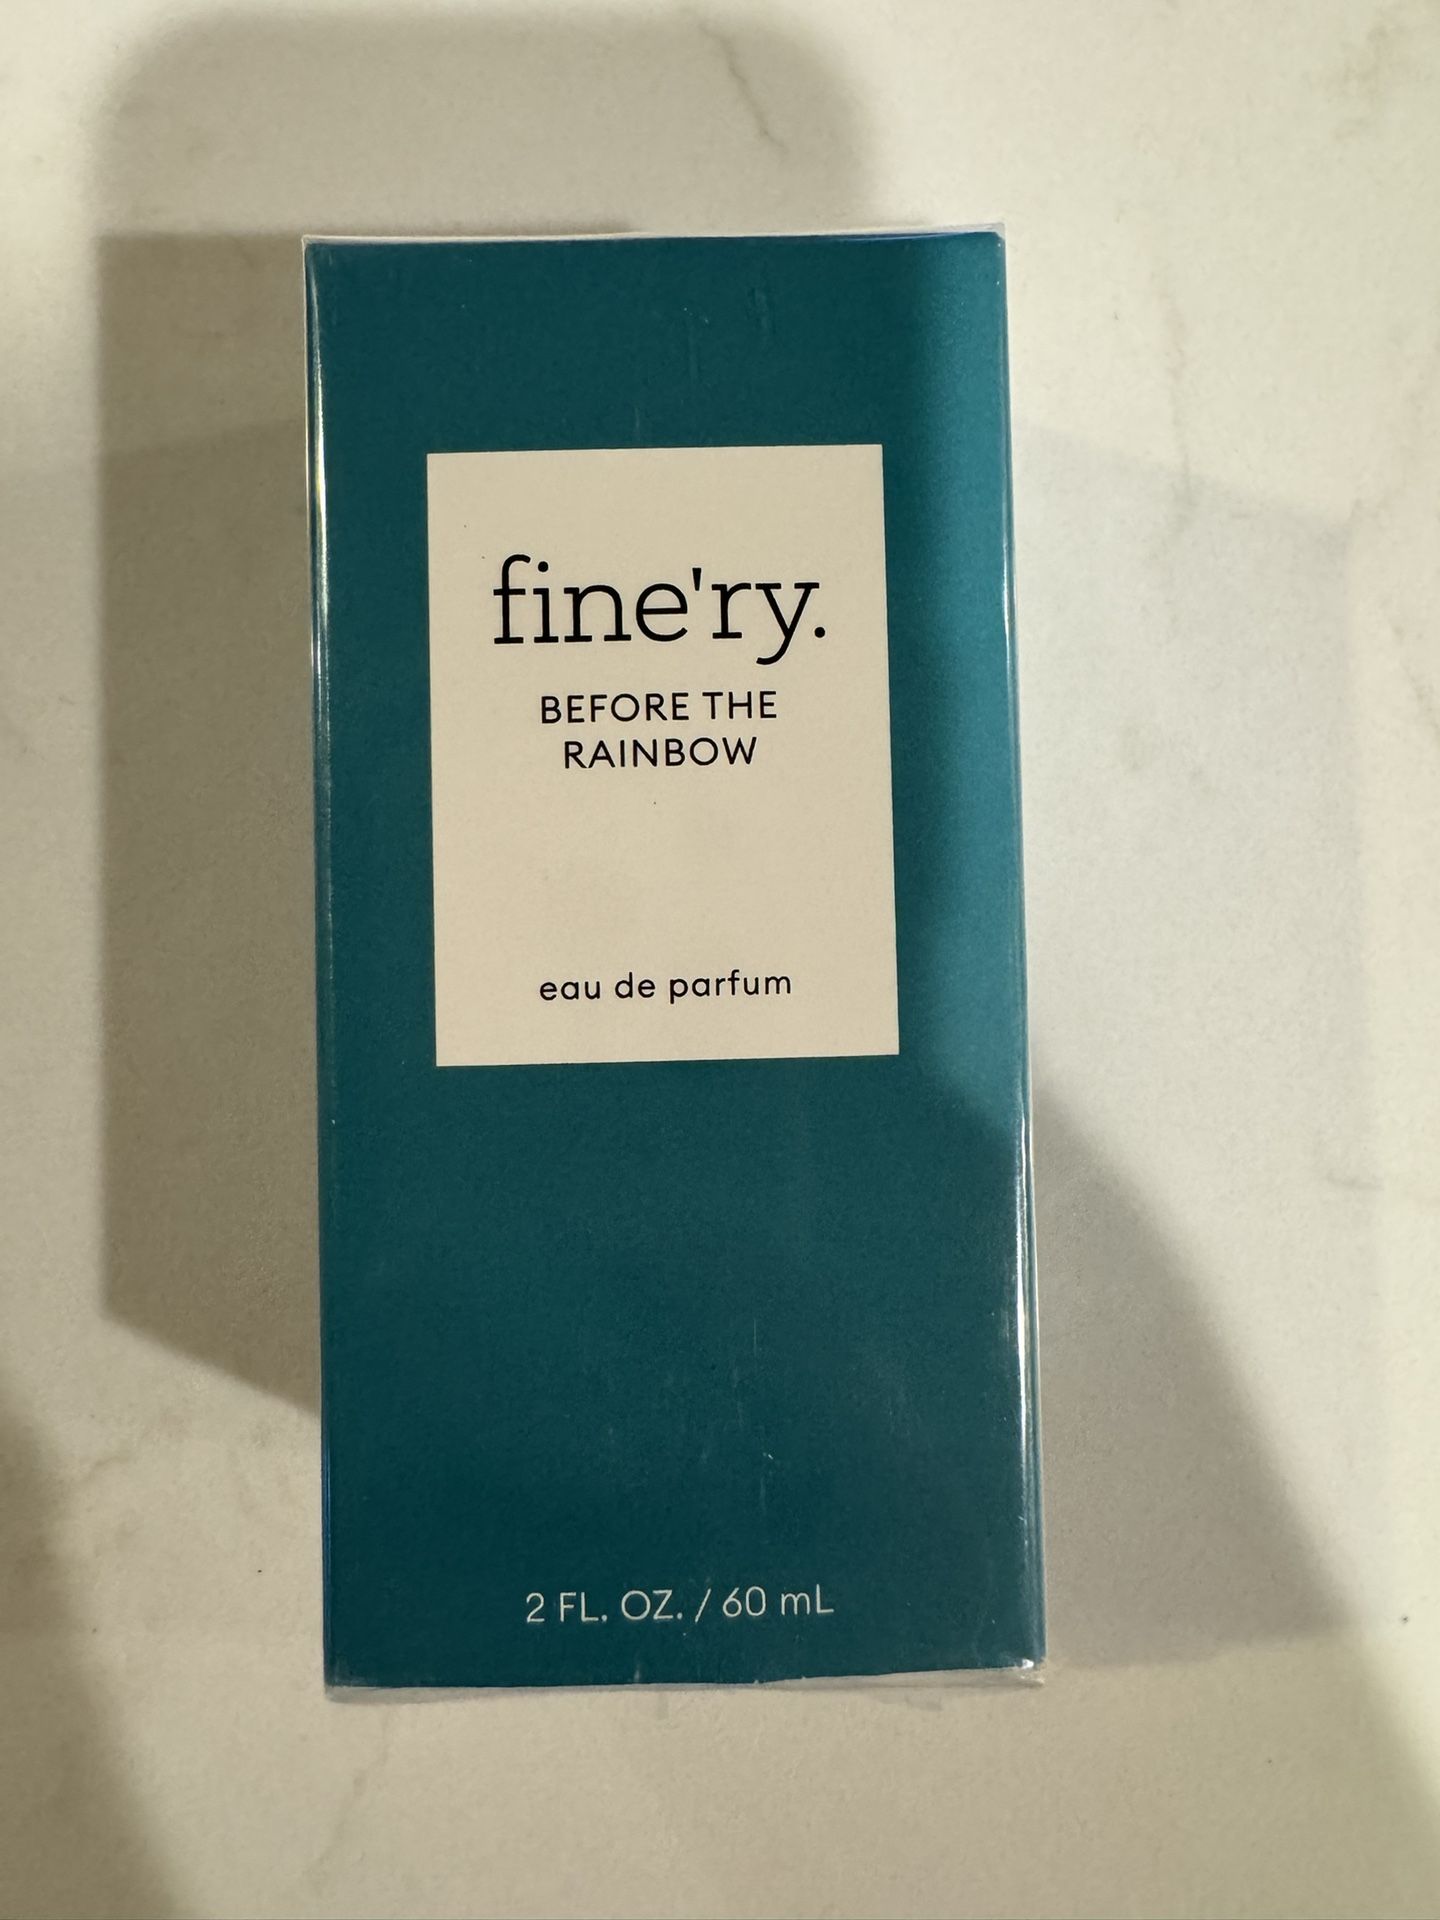 fine'ry.
BEFORE THE
RAINBOW
eau de parfum
2 FL. OZ. / 60 mL